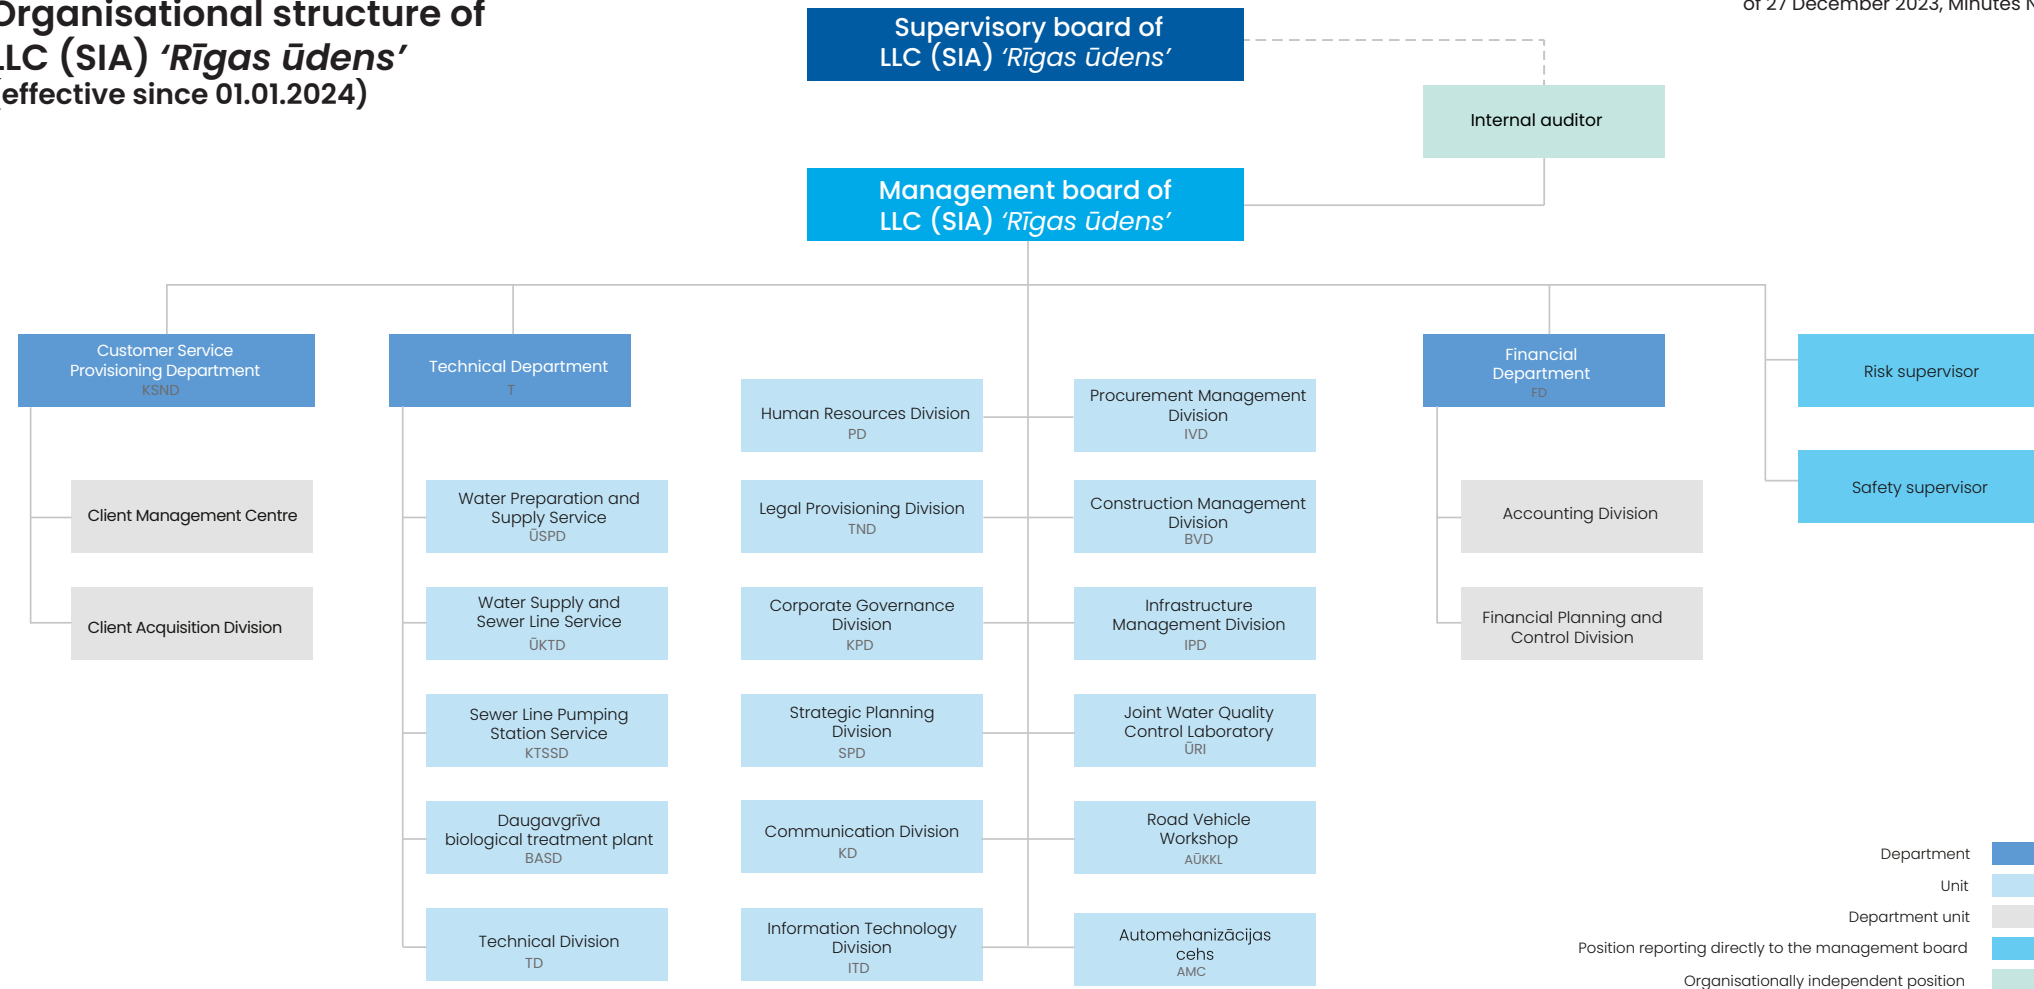 Organisational structure of
LLC (SIA) ‘Rīgas ūdens’
(effective since 01.01.2024)
of 27 December 2023, Minutes N
Supervisory board of
LLC (SIA) ‘Rīgas ūdens’
Internal auditor
Management board of
LLC (SIA) ‘Rīgas ūdens’
Customer Service
Provisioning Department
KSND
Client Management Centre
Client Acquisition Division
Technical Department
T
Water Preparation and
Supply Service
ŪSPD
Water Supply and
Sewer Line Service
ŪKTD
Sewer Line Pumping
Station Service
KTSSD
Daugavgrīva
biological treatment plant
BASD
Technical Division
TD
Human Resources Division
PD
Legal Provisioning Division
TND
Corporate Governance
Division
KPD
Strategic Planning
Division
SPD
Communication Division
KD
Information Technology
Division
ITD
Procurement Management
Division
IVD
Construction Management
Division
BVD
Infrastructure
Management Division
IPD
Joint Water Quality
Control Laboratory
ŪRI
Road Vehicle
Workshop
AŪKKL
Automehanizācijas
cehs
AMC
Financial
Department
FD
Accounting Division
Financial Planning and
Control Division
Risk supervisor
Safety supervisor
Department
Unit
Department unit
Position reporting directly to the management board
Organisationally independent position